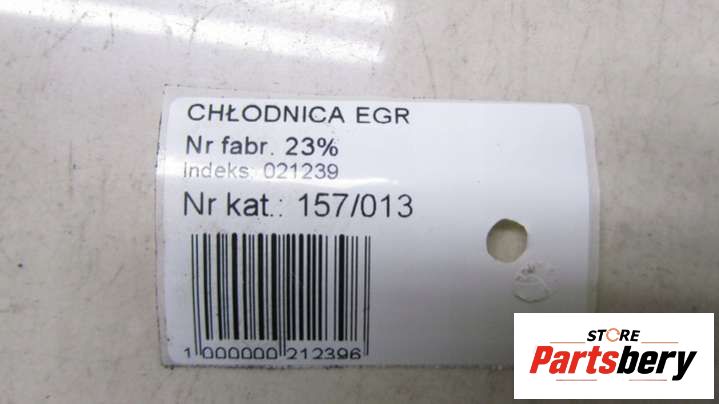 CHŁODNICA EGR
Nr fabr. 23%
Indeks: 021239
Nr kat.: 157/013
1 000000 212396
STORE
Partsbery